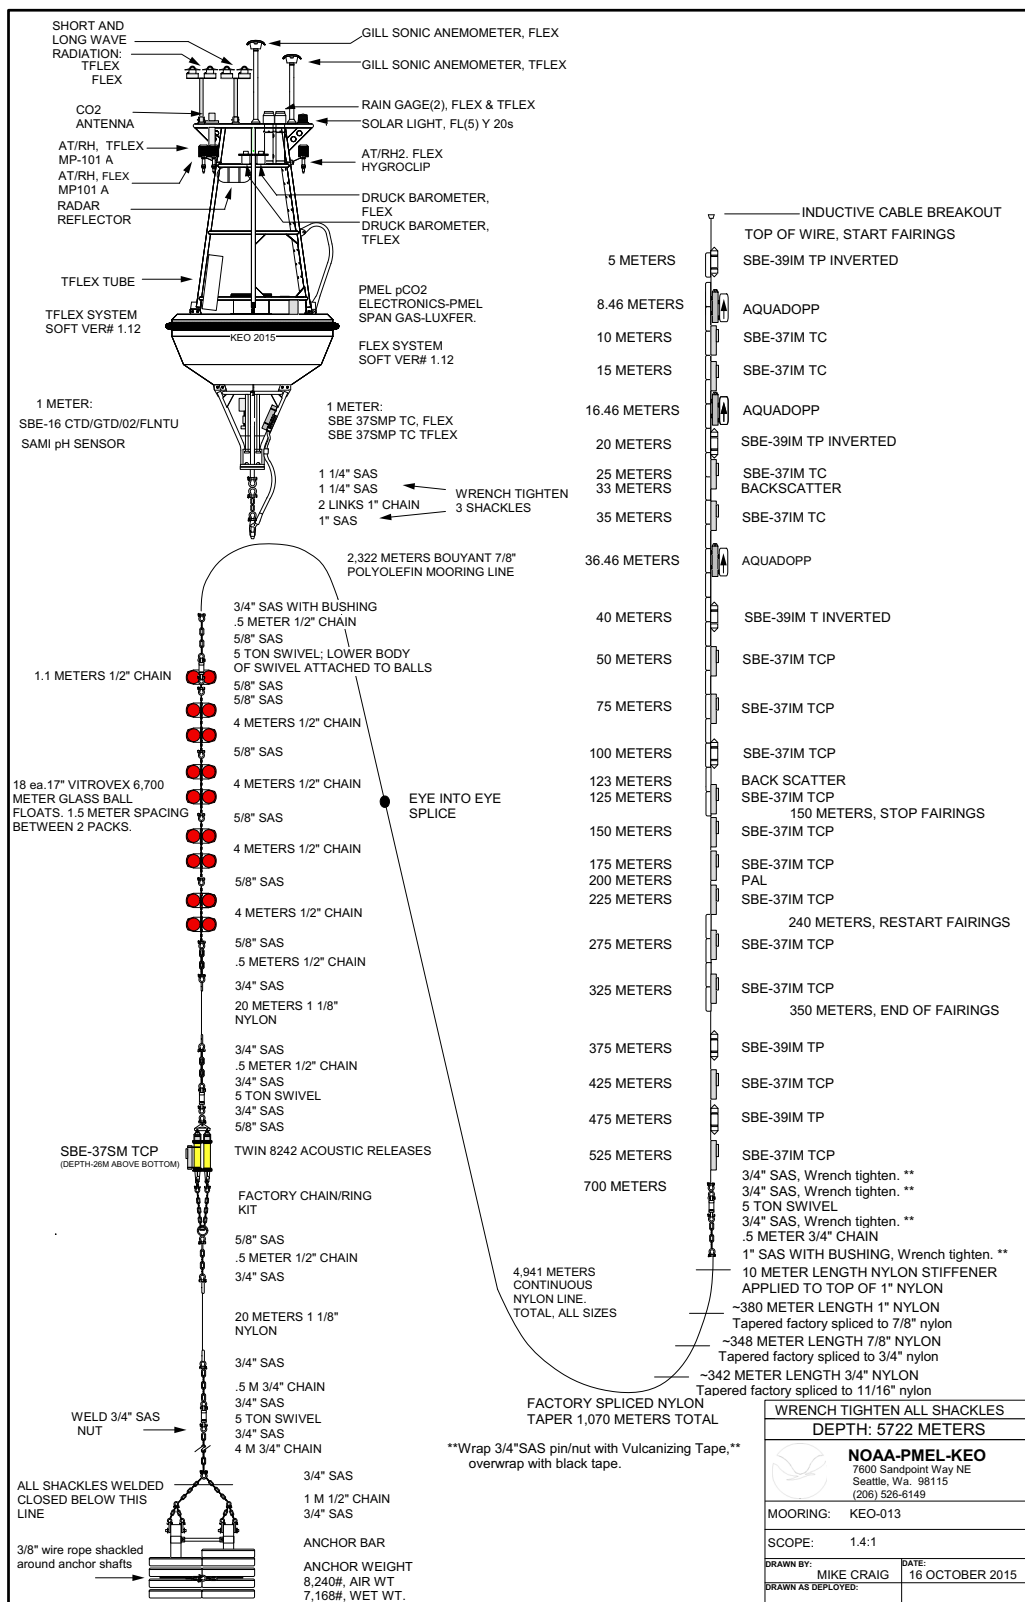 SHORT AND
LONG WAVE
RADIATION:
TFLEX
FLEX
CO2
ANTENNA
AT/RH, TFLEX
MP-101 A
AT/RH, FLEX
MP101 A
RADAR
REFLECTOR
TFLEX TUBE
TFLEX SYSTEM
SOFT VER# 1.12
GILL SONIC ANEMOMETER, FLEX
GILL SONIC ANEMOMETER, TFLEX
RAIN GAGE(2), FLEX & TFLEX
SOLAR LIGHT, FL(5) Y 20s
AT/RH2. FLEX
HYGROCLIP
DRUCK BAROMETER,
FLEX
DRUCK BAROMETER,
TFLEX
PMEL pCO2
ELECTRONICS-PMEL
SPAN GAS-LUXFER.
FLEX SYSTEM
SOFT VER# 1.12
KEO 2015
1 METER:
SBE-16 CTD/GTD/02/FLNTU
SAMI pH SENSOR
1 METER:
SBE 37SMP TC, FLEX
SBE 37SMP TC TFLEX
1 1/4" SAS
1 1/4" SAS
2 LINKS 1" CHAIN
1" SAS
WRENCH TIGHTEN
3 SHACKLES
2,322 METERS BOUYANT 7/8"
POLYOLEFIN MOORING LINE
3/4" SAS WITH BUSHING
.5 METER 1/2" CHAIN
5/8" SAS
5 TON SWIVEL; LOWER BODY
OF SWIVEL ATTACHED TO BALLS
1.1 METERS 1/2" CHAIN
5/8" SAS
5/8" SAS
4 METERS 1/2" CHAIN
5/8" SAS
18 ea.17" VITROVEX 6,700
METER GLASS BALL
FLOATS. 1.5 METER SPACING
BETWEEN 2 PACKS.
4 METERS 1/2" CHAIN
5/8" SAS
4 METERS 1/2" CHAIN
5/8" SAS
4 METERS 1/2" CHAIN
5/8" SAS
.5 METERS 1/2" CHAIN
3/4" SAS
20 METERS 1 1/8"
NYLON
3/4" SAS
.5 METER 1/2" CHAIN
3/4" SAS
5 TON SWIVEL
3/4" SAS
5/8" SAS
SBE-37SM TCP
(DEPTH-26M ABOVE BOTTOM)
TWIN 8242 ACOUSTIC RELEASES
FACTORY CHAIN/RING
KIT
5/8" SAS
.5 METER 1/2" CHAIN
3/4" SAS
20 METERS 1 1/8"
NYLON
3/4" SAS
.5 M 3/4" CHAIN
3/4" SAS
5 TON SWIVEL
3/4" SAS
4 M 3/4" CHAIN
WELD 3/4" SAS
NUT
ALL SHACKLES WELDED
CLOSED BELOW THIS
LINE
3/4" SAS
1 M 1/2" CHAIN
3/4" SAS
3/8" wire rope shackled
around anchor shafts
ANCHOR BAR
ANCHOR WEIGHT
8,240#, AIR WT
7,168#, WET WT.
EYE INTO EYE
SPLICE
4,941 METERS
CONTINUOUS
NYLON LINE.
TOTAL, ALL SIZES
FACTORY SPLICED NYLON
TAPER 1,070 METERS TOTAL
**Wrap 3/4"SAS pin/nut with Vulcanizing Tape,**
overwrap with black tape.
INDUCTIVE CABLE BREAKOUT
TOP OF WIRE, START FAIRINGS
5 METERS SBE-39IM TP INVERTED
8.46 METERS AQUADOPP
10 METERS SBE-37IM TC
15 METERS SBE-37IM TC
16.46 METERS AQUADOPP
20 METERS SBE-39IM TP INVERTED
25 METERS SBE-37IM TC
33 METERS BACKSCATTER
35 METERS SBE-37IM TC
36.46 METERS AQUADOPP
40 METERS SBE-39IM T INVERTED
50 METERS SBE-37IM TCP
75 METERS SBE-37IM TCP
100 METERS SBE-37IM TCP
123 METERS BACK SCATTER
125 METERS SBE-37IM TCP
150 METERS, STOP FAIRINGS
150 METERS SBE-37IM TCP
175 METERS SBE-37IM TCP
200 METERS PAL
225 METERS SBE-37IM TCP
240 METERS, RESTART FAIRINGS
275 METERS SBE-37IM TCP
325 METERS SBE-37IM TCP
350 METERS, END OF FAIRINGS
375 METERS SBE-39IM TP
425 METERS SBE-37IM TCP
475 METERS SBE-39IM TP
525 METERS SBE-37IM TCP
3/4" SAS, Wrench tighten. **
700 METERS 3/4" SAS, Wrench tighten. **
5 TON SWIVEL
3/4" SAS, Wrench tighten. **
.5 METER 3/4" CHAIN
1" SAS WITH BUSHING, Wrench tighten. **
10 METER LENGTH NYLON STIFFENER
APPLIED TO TOP OF 1" NYLON
~380 METER LENGTH 1" NYLON
Tapered factory spliced to 7/8" nylon
~348 METER LENGTH 7/8" NYLON
Tapered factory spliced to 3/4" nylon
~342 METER LENGTH 3/4" NYLON
Tapered factory spliced to 11/16" nylon
WRENCH TIGHTEN ALL SHACKLES
DEPTH: 5722 METERS
NOAA-PMEL-KEO
7600 Sandpoint Way NE
Seattle, Wa. 98115
(206) 526-6149
MOORING: KEO-013
SCOPE: 1.4:1
DRAWN BY: MIKE CRAIG
DATE: 16 OCTOBER 2015
DRAWN AS DEPLOYED: